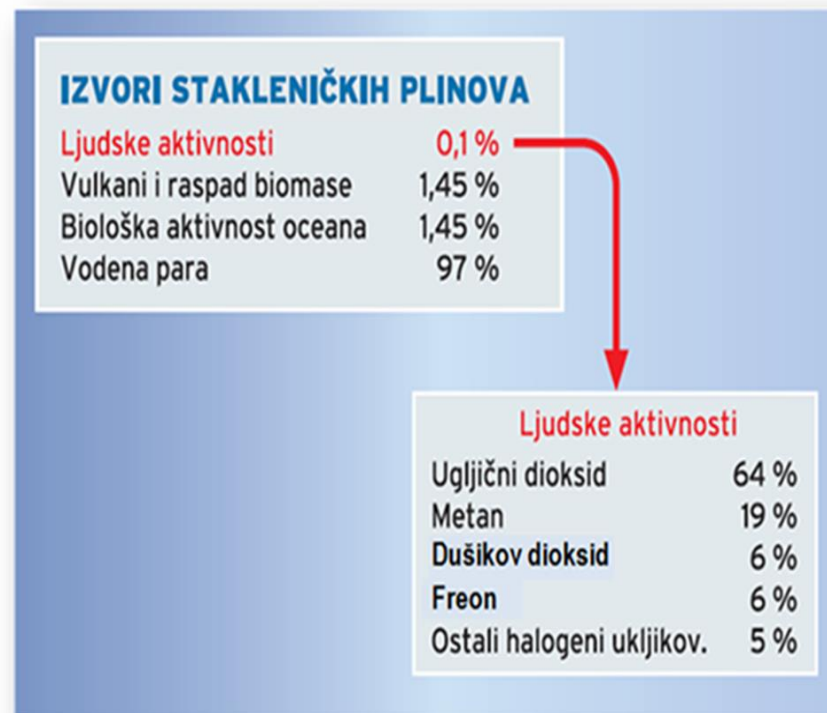 IZVORI STAKLENIČKIH PLINOVA
Ljudske aktivnosti 0,1 %
Vulkani i raspad biomase 1,45 %
Biološka aktivnost oceana 1,45 %
Vodena para 97 %
Ljudske aktivnosti
Ugljični dioksid 64 %
Metan 19 %
Dušikov dioksid 6 %
Freon 6 %
Ostali halogeni ukljikov. 5 %